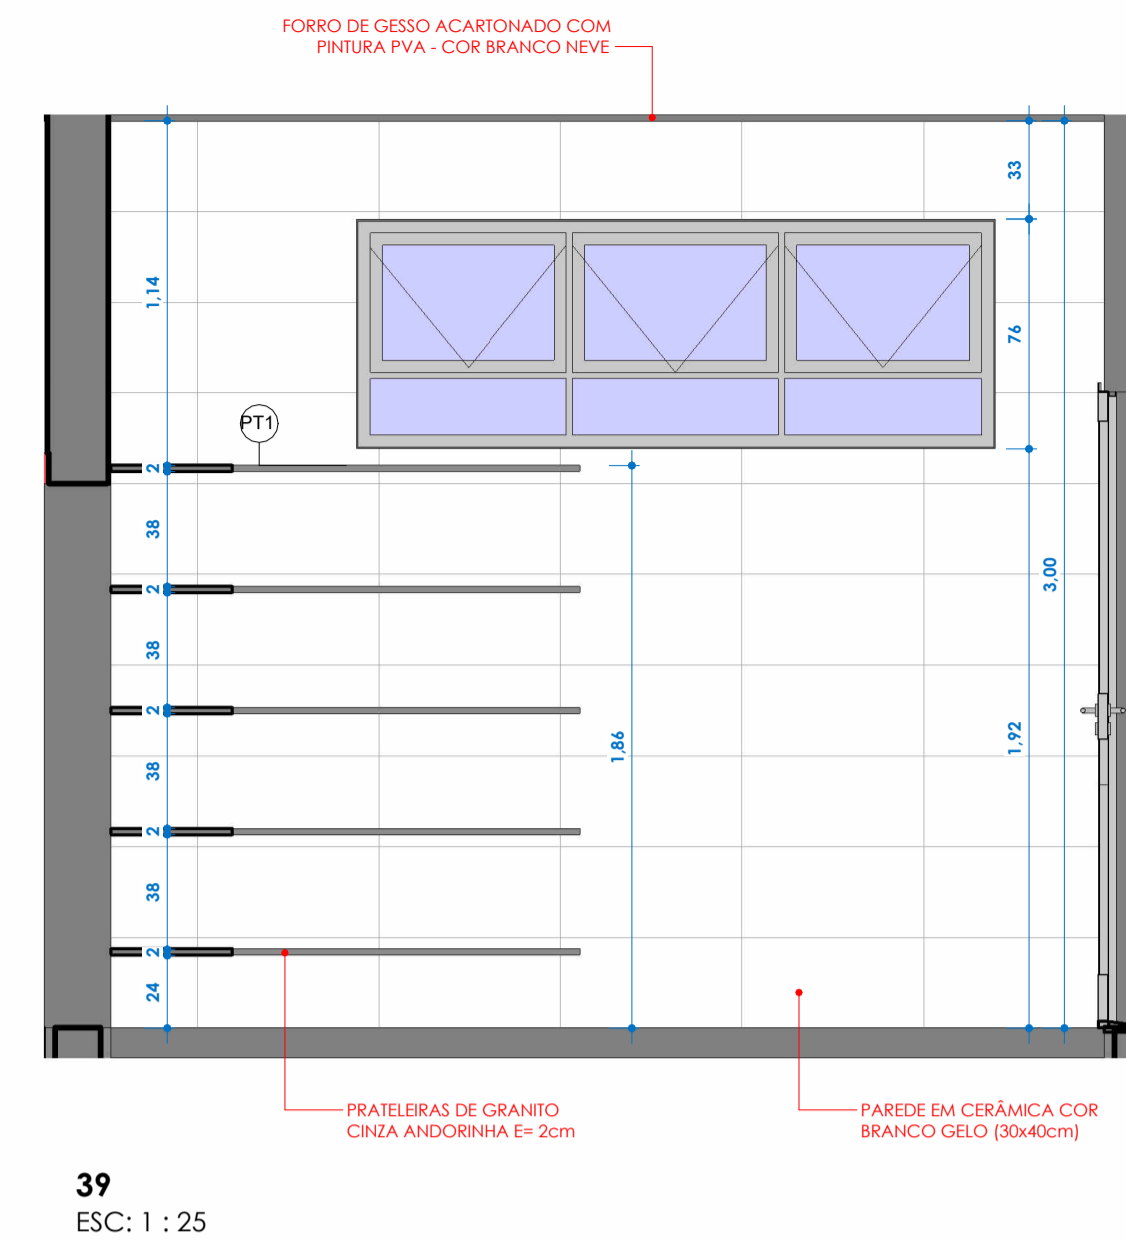 FORRO DE GESSO ACARTONADO COM
PINTURA PVA - COR BRANCO NEVE
33
1,14
76
PT1
2
38
2
38
2
38
2
38
2
24
1,86
1,92
3,00
PRATELEIRAS DE GRANITO
CINZA ANDORINHA E= 2cm
PAREDE EM CERÂMICA COR
BRANCO GELO (30x40cm)
39
ESC: 1 : 25